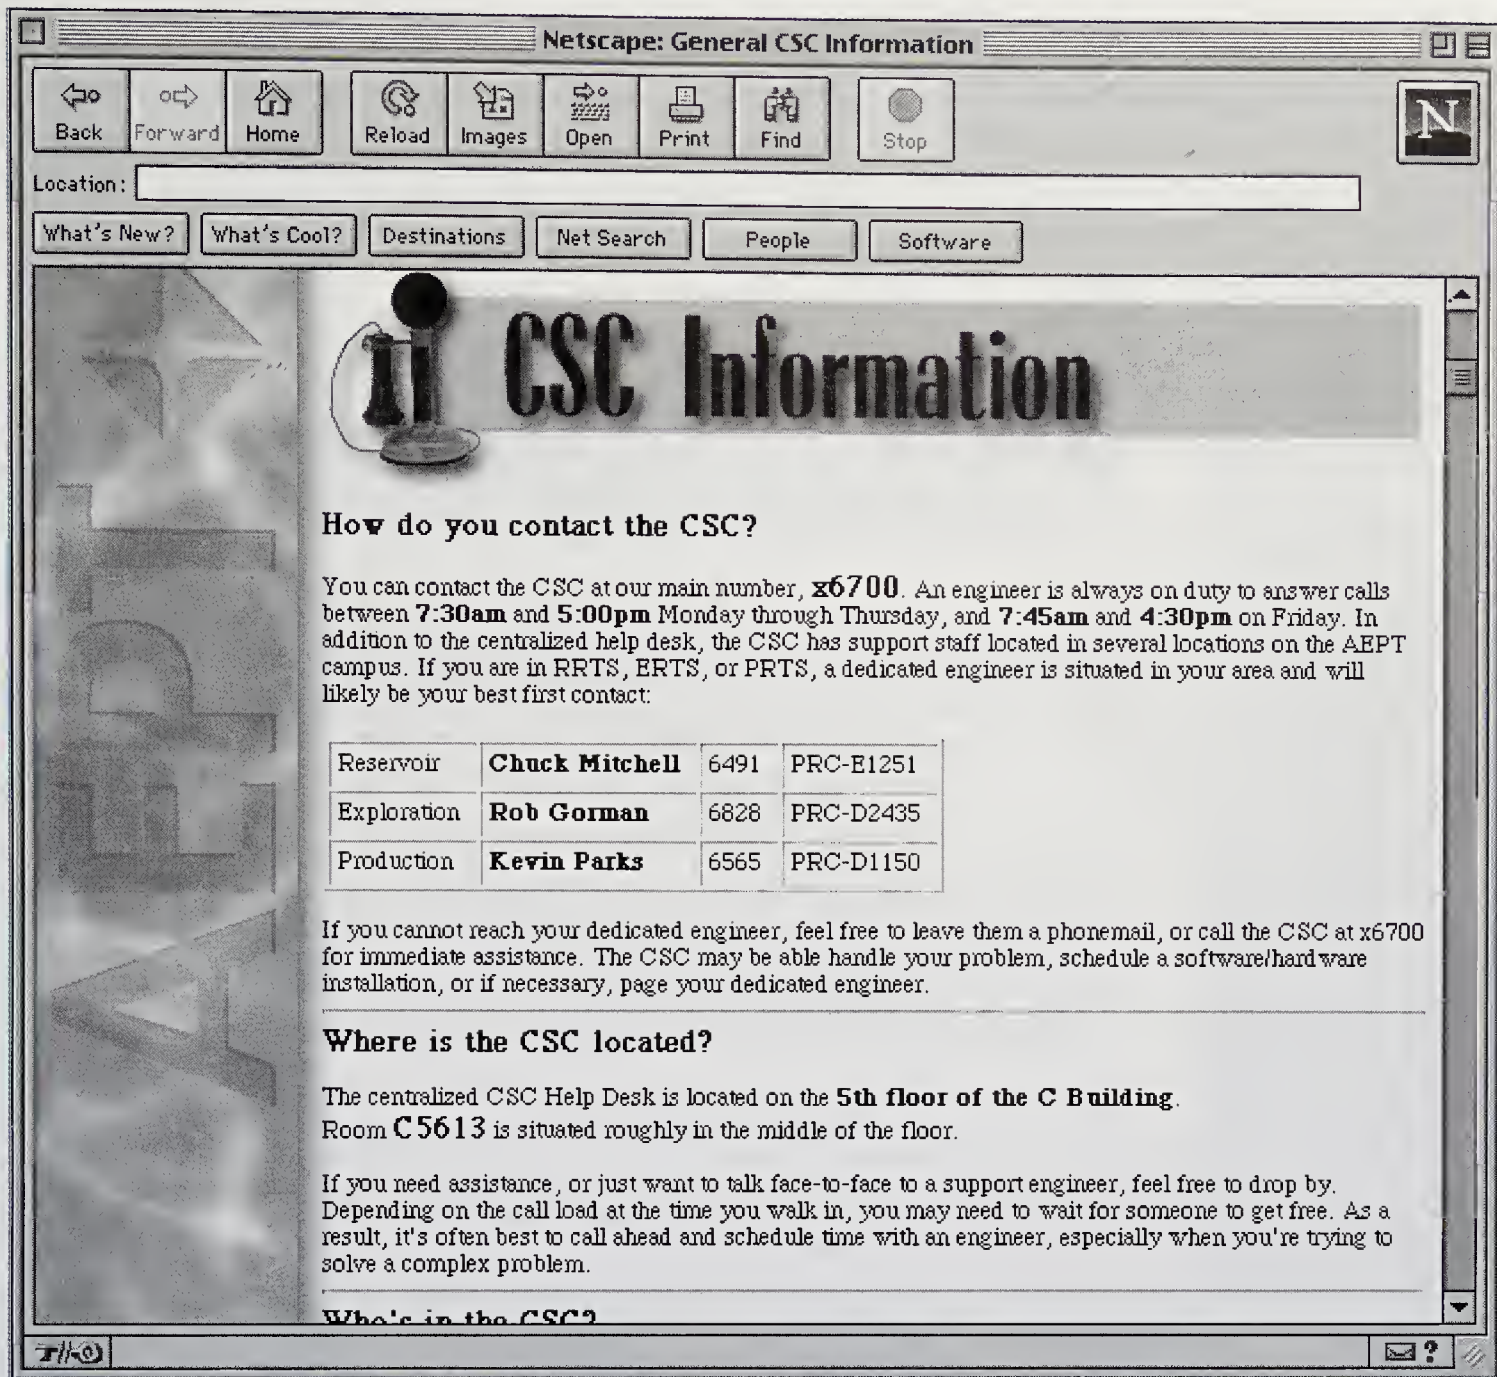 Netscape: General CSC Information
Back Forward Home Reload Images Open Print Find Stop
N
Location:
What's New? What's Cool? Destinations Net Search People Software
AEPT
CSC Information
How do you contact the CSC?
You can contact the CSC at our main number, x6700. An engineer is always on duty to answer calls
between 7:30am and 5:00pm Monday through Thursday, and 7:45am and 4:30pm on Friday. In
addition to the centralized help desk, the CSC has support staff located in several locations on the AEPT
campus. If you are in RRTS, ERTS, or PRTS, a dedicated engineer is situated in your area and will
likely be your best first contact:
Reservoir Chuck Mitchell 6491 PRC-E1251
Exploration Rob Gorman 6828 PRC-D2435
Production Kevin Parks 6565 PRC-D1150
If you cannot reach your dedicated engineer, feel free to leave them a phonemail, or call the CSC at x6700
for immediate assistance. The CSC may be able handle your problem, schedule a software/hardware
installation, or if necessary, page your dedicated engineer.
Where is the CSC located?
The centralized CSC Help Desk is located on the 5th floor of the C Building.
Room C5613 is situated roughly in the middle of the floor.
If you need assistance, or just want to talk face-to-face to a support engineer, feel free to drop by.
Depending on the call load at the time you walk in, you may need to wait for someone to get free. As a
result, it's often best to call ahead and schedule time with an engineer, especially when you're trying to
solve a complex problem.
Who's in the CSC?
?